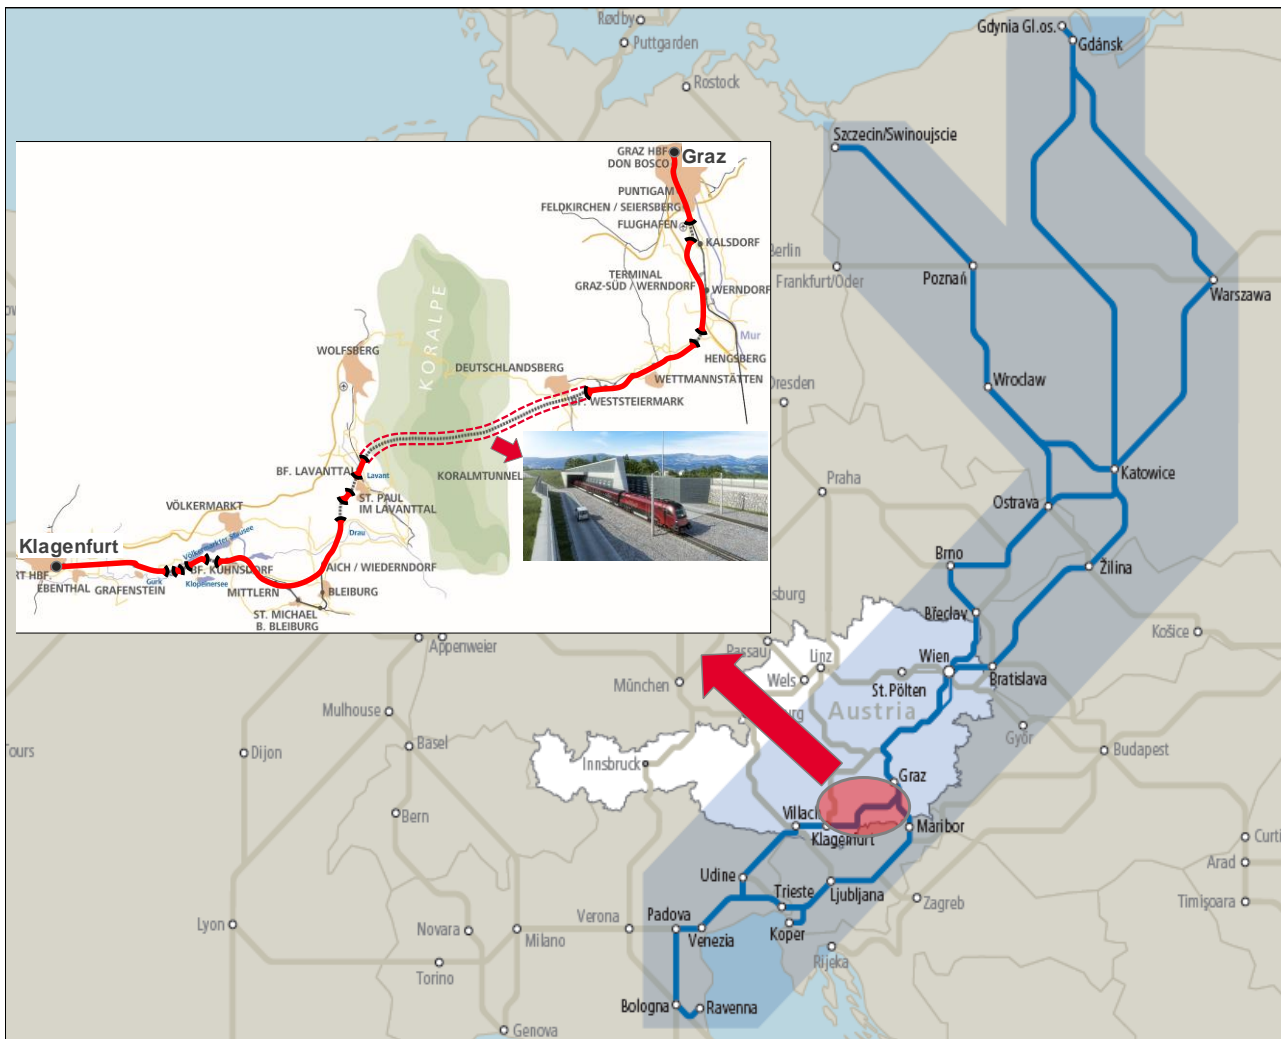 Rødby
Puttgarden
Rostock
Gdynia Gl.os.
Gdánsk
Szczecin/Swinoujscie
Berlin
Frankfurt/Oder
Poznań
Warszawa
Dresden
Wrocław
Praha
Katowice
Ostrava
Brno
Žilina
Břeclav
Košice
Wien
Bratislava
St. Pölten
Linz
Wels
Passau
Appenweier
München
Austria
Győr
Budapest
Mulhouse
Basel
Tours
Dijon
Innsbruck
Graz
Bern
Villach
Klagenfurt
Maribor
Curti
Arad
Udine
Trieste
Ljubljana
Timişoara
Zagreb
Lyon
Novara
Verona
Padova
Milano
Venezia
Koper
Rijeka
Torino
Bologna
Ravenna
Genova
GRAZ HBF
DON BOSCO
Graz
PUNTIGAM
FELDKIRCHEN / SEIERSBERG
FLUGHAFEN
KALSDORF
TERMINAL
GRAZ-SÜD / WERNDORF
WERNDORF
Mur
KORALPE
WOLFSBERG
HENGSBERG
DEUTSCHLANDSBERG
WETTMANNSTÄTTEN
BF. WESTSTEIERMARK
BF. LAVANTTAL
Lavant
KORALMTUNNEL
ST. PAUL
IM LAVANTTAL
VÖLKERMARKT
Drau
Völkermarkter Stausee
Klagenfurt
RT HBF.
BF. KÜHNSDORF
AICH / WIEDERNDORF
EBENTHAL
GRAFENSTEIN
Gurk
Klopeinersee
MITTLERN
BLEIBURG
ST. MICHAEL
B. BLEIBURG